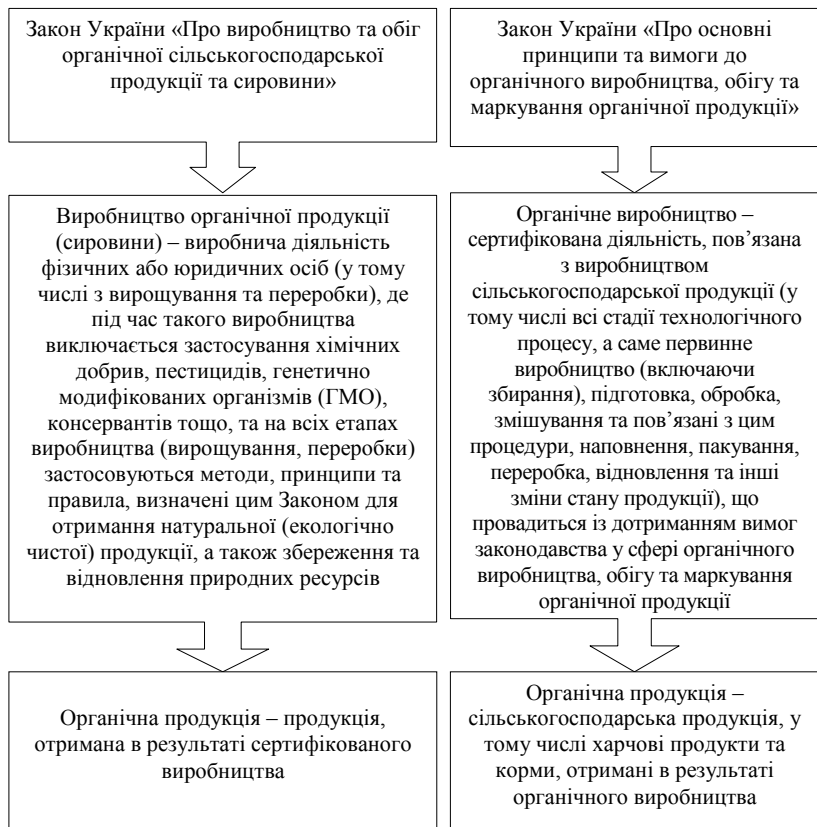 Закон України «Про виробництво та обіг
органічної сільськогосподарської
продукції та сировини»
Закон України «Про основні
принципи та вимоги до
органічного виробництва, обігу та
маркування органічної продукції»
Виробництво органічної продукції
(сировини) – виробнича діяльність
фізичних або юридичних осіб (у тому
числі з вирощування та переробки), де
під час такого виробництва
виключається застосування хімічних
добрив, пестицидів, генетично
модифікованих організмів (ГМО),
консервантів тощо, та на всіх етапах
виробництва (вирощування, переробки)
застосовуються методи, принципи та
правила, визначені цим Законом для
отримання натуральної (екологічно
чистої) продукції, а також збереження та
відновлення природних ресурсів
Органічне виробництво –
сертифікована діяльність, пов’язана
з виробництвом
сільськогосподарської продукції (у
тому числі всі стадії технологічного
процесу, а саме первинне
виробництво (включаючи
збирання), підготовка, обробка,
змішування та пов’язані з цим
процедури, наповнення, пакування,
переробка, відновлення та інші
зміни стану продукції), що
провадиться із дотриманням вимог
законодавства у сфері органічного
виробництва, обігу та маркування
органічної продукції
Органічна продукція – продукція,
отримана в результаті сертифікованого
виробництва
Органічна продукція –
сільськогосподарська продукція, у
тому числі харчові продукти та
корми, отримані в результаті
органічного виробництва